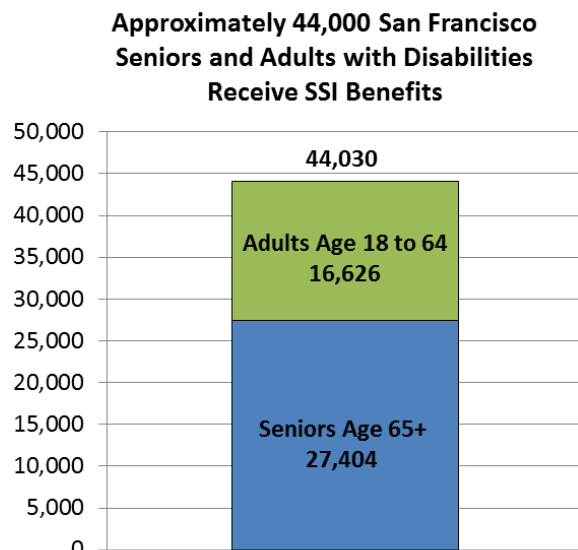 Approximately 44,000 San Francisco
Seniors and Adults with Disabilities
Receive SSI Benefits
50,000
45,000
40,000
35,000
30,000
25,000
20,000
15,000
10,000
5,000
0
44,030
Adults Age 18 to 64
16,626
Seniors Age 65+
27,404